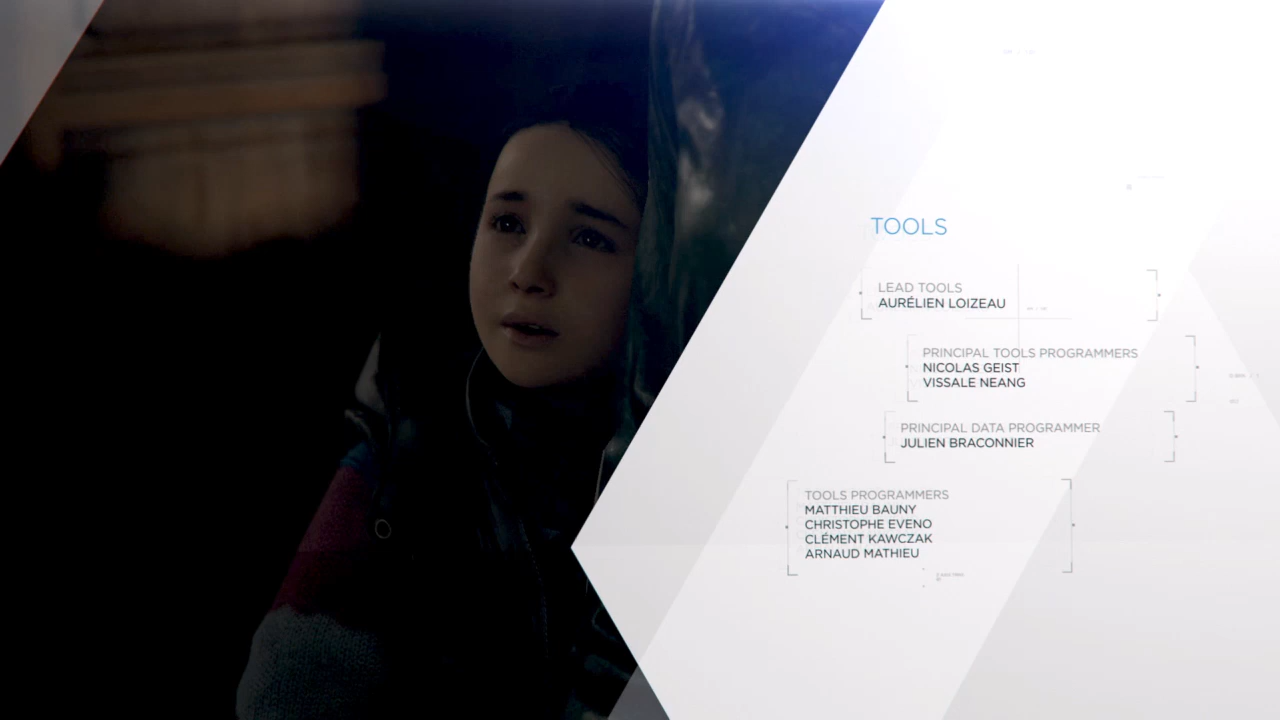 TOOLS
LEAD TOOLS
AURÉLIEN LOIZEAU
PRINCIPAL TOOLS PROGRAMMERS
NICOLAS GEIST
VISSALE NEANG
PRINCIPAL DATA PROGRAMMER
JULIEN BRACONNIER
TOOLS PROGRAMMERS
MATTHIEU BAUNY
CHRISTOPHE EVENO
CLÉMENT KAWCZAK
ARNAUD MATHIEU